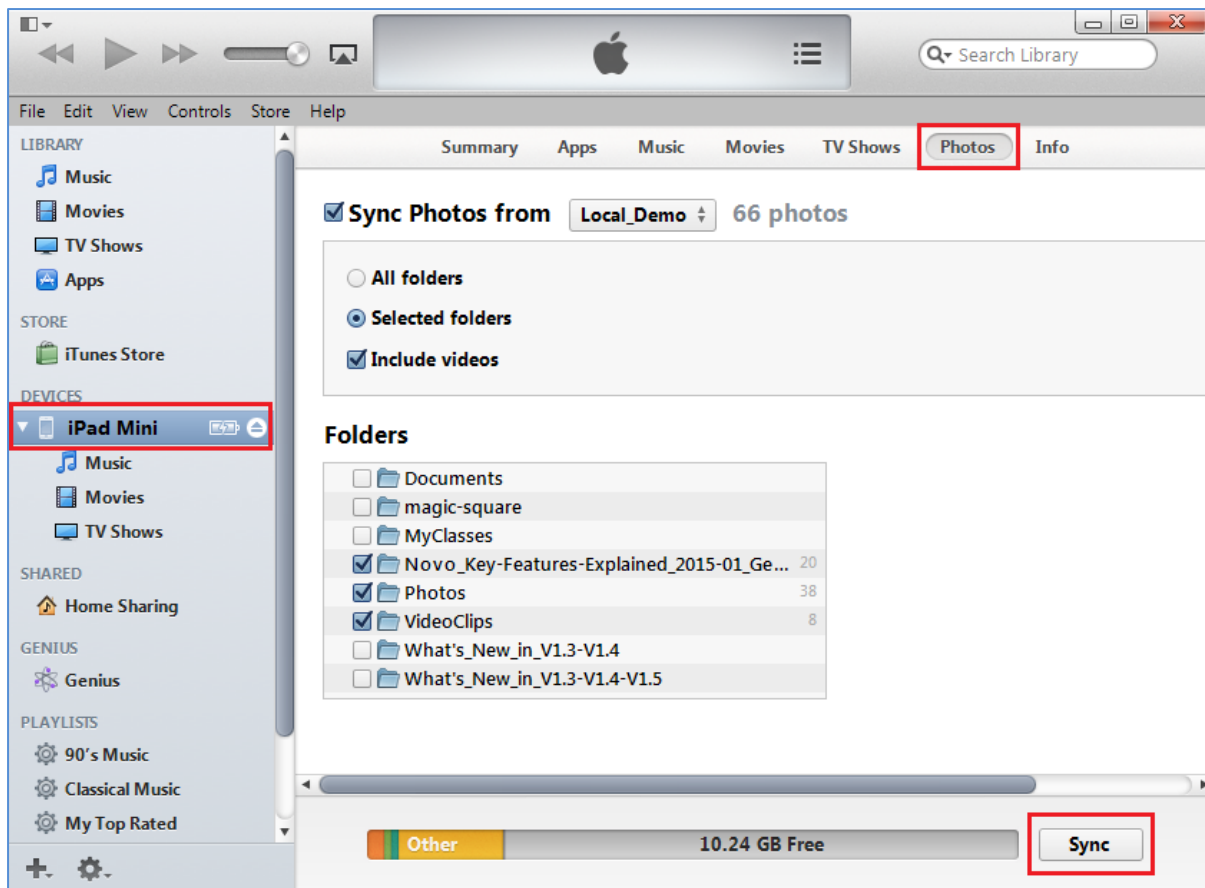 Search Library
File Edit View Controls Store Help
LIBRARY
Music
Movies
TV Shows
Apps
STORE
iTunes Store
DEVICES
iPad Mini
Music
Movies
TV Shows
SHARED
Home Sharing
GENIUS
Genius
PLAYLISTS
90's Music
Classical Music
My Top Rated
Summary Apps Music Movies TV Shows Photos Info
Sync Photos from Local_Demo 66 photos
All folders
Selected folders
Include videos
Folders
Documents
magic-square
MyClasses
Novo_Key-Features-Explained_2015-01_Ge... 20
Photos 38
VideoClips 8
What's_New_in_V1.3-V1.4
What's_New_in_V1.3-V1.4-V1.5
Other 10.24 GB Free Sync